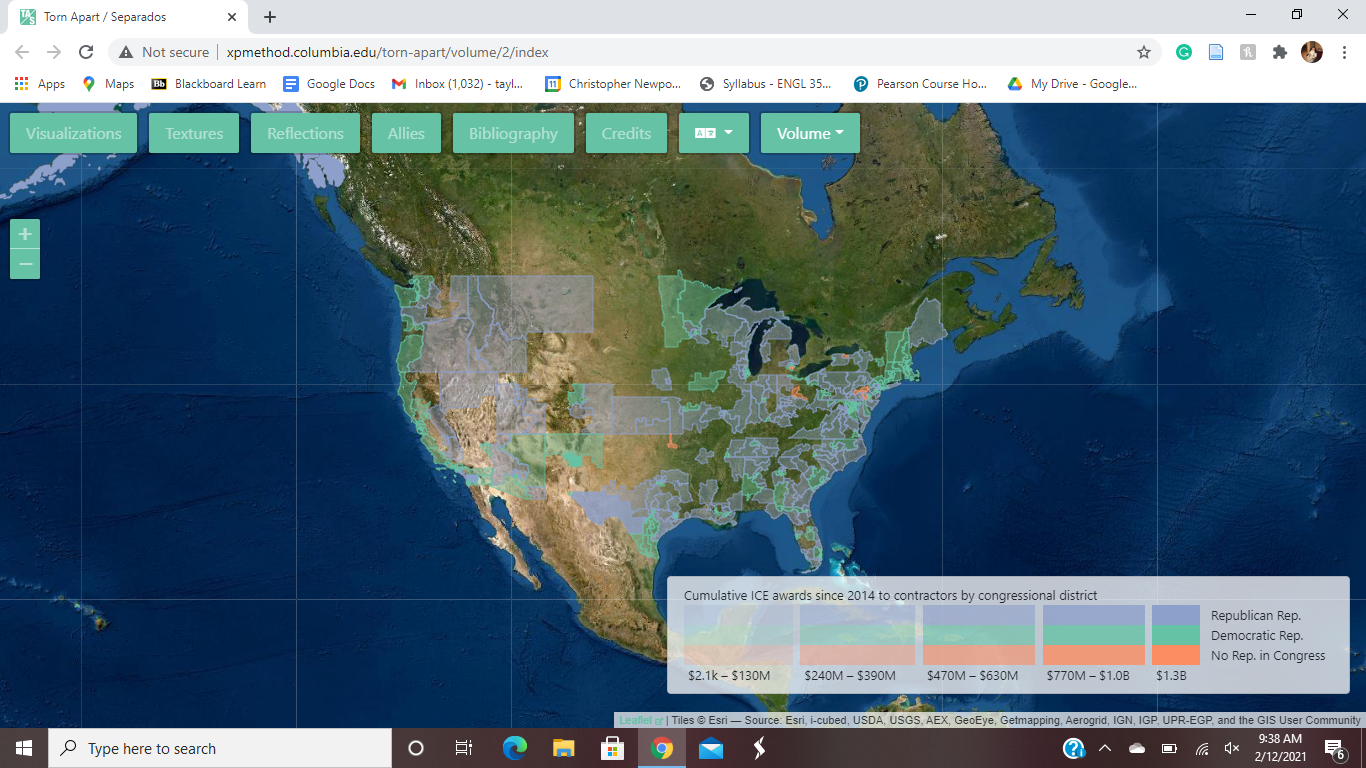 Torn Apart / Separados
Not secure
xpmethod.columbia.edu/torn-apart/volume/2/index
Apps
Maps
Bb
Blackboard Learn
Google Docs
Inbox (1,032) - tayl...
Christopher Newpo...
Syllabus - ENGL 35...
Pearson Course Ho...
My Drive - Google...
Visualizations
Textures
Reflections
Allies
Bibliography
Credits
Volume
+
−
Cumulative ICE awards since 2014 to contractors by congressional district
Republican Rep.
Democratic Rep.
No Rep. in Congress
$2.1k – $130M
$240M – $390M
$470M – $630M
$770M – $1.0B
$1.3B
Leaflet | Tiles © Esri — Source: Esri, i-cubed, USDA, USGS, AEX, GeoEye, Getmapping, Aerogrid, IGN, IGP, UPR-EGP, and the GIS User Community
Type here to search
9:38 AM
2/12/2021
6